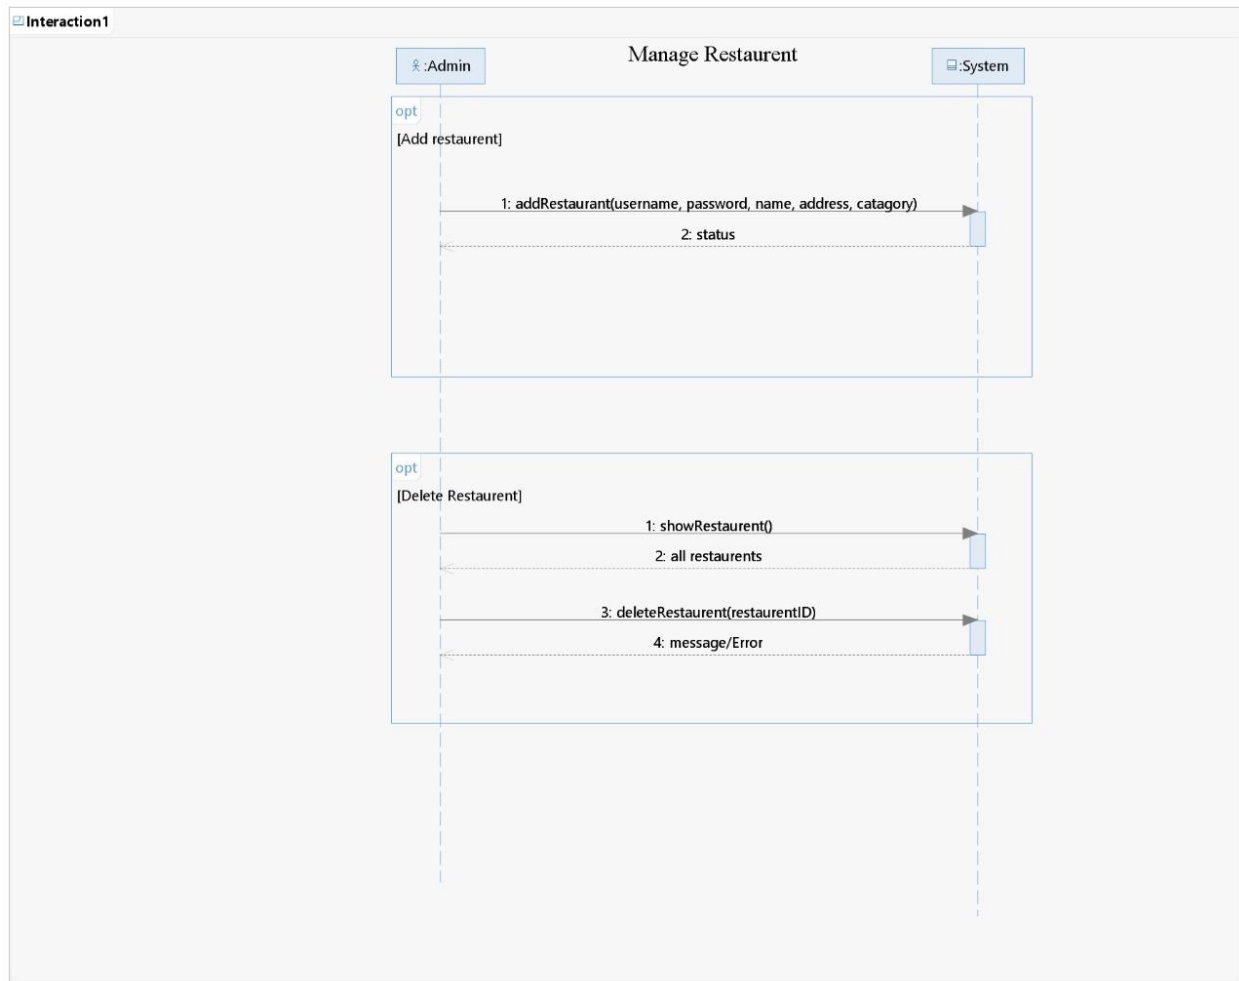 Interaction1
Manage Restaurent
:Admin
:System
opt
[Add restaurent]
1: addRestaurant(username, password, name, address, catagory)
2: status
opt
[Delete Restaurent]
1: showRestaurent()
2: all restaurents
3: deleteRestaurent(restaurentID)
4: message/Error